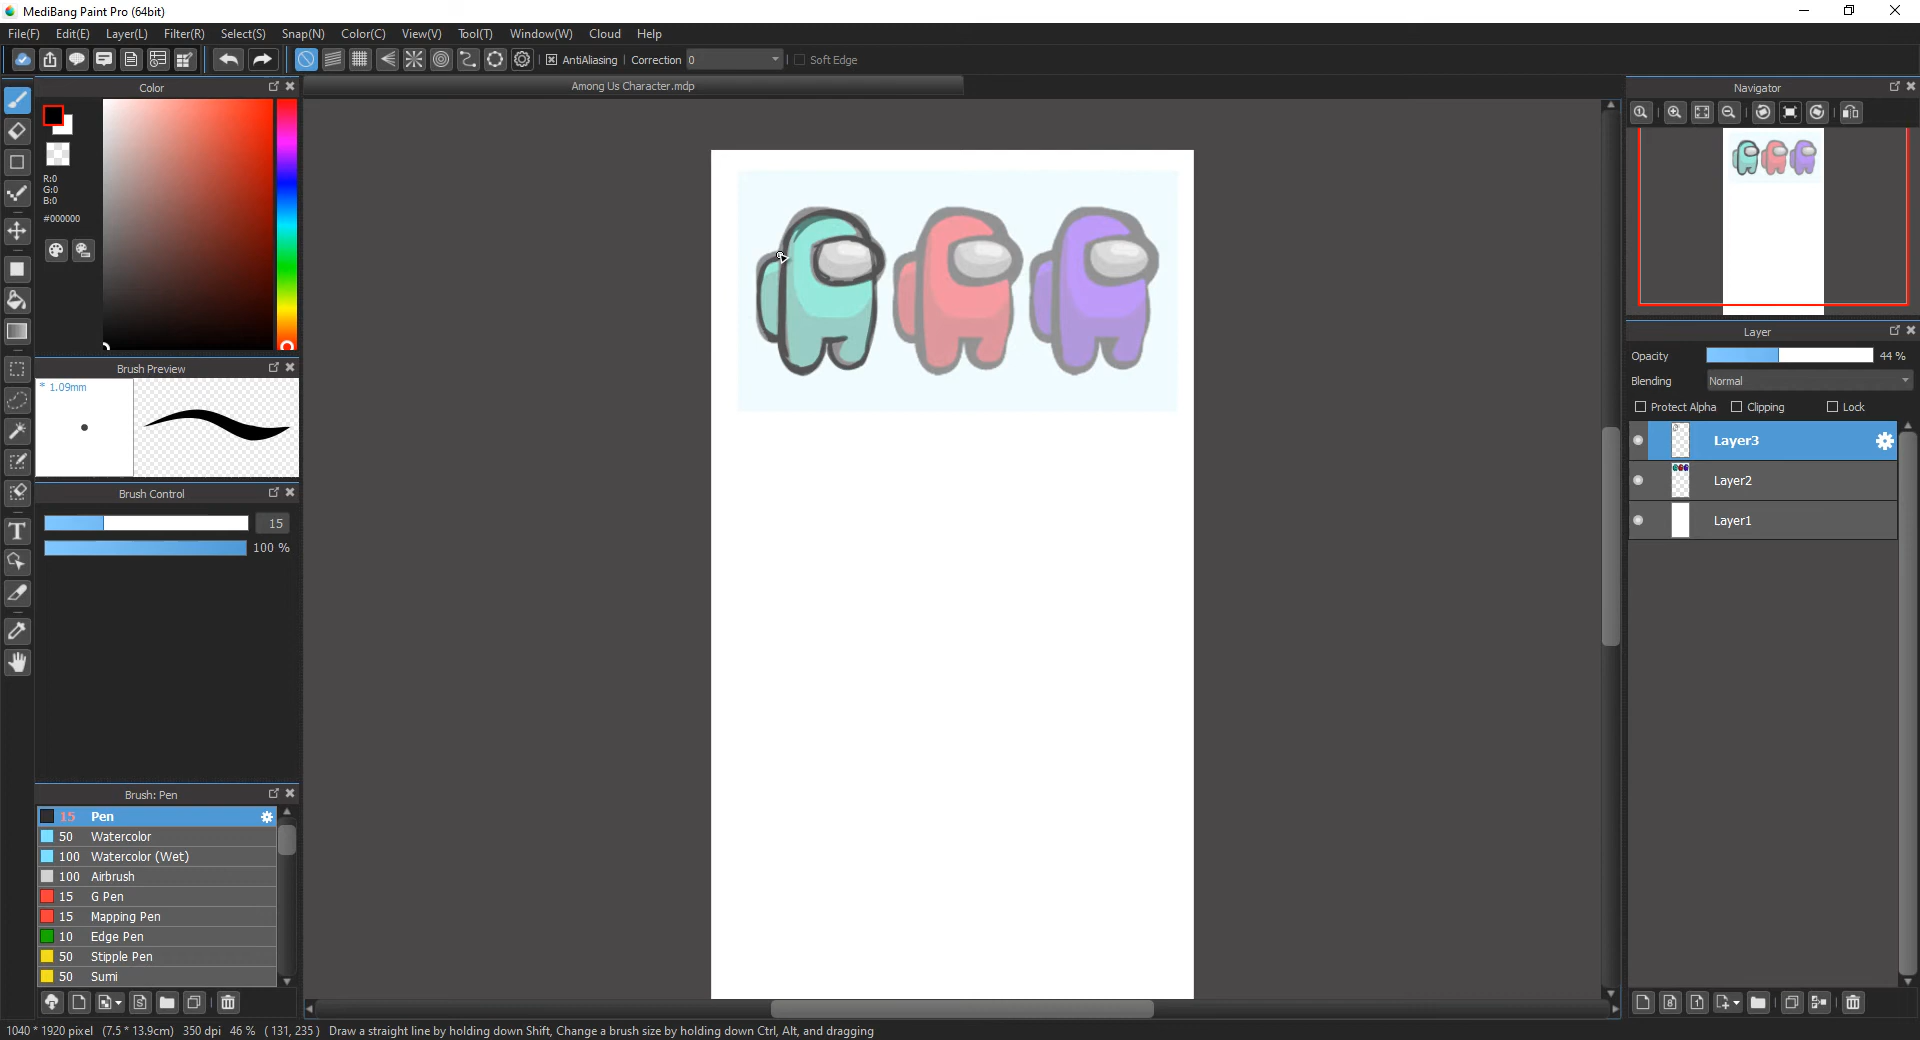 MediBang Paint Pro (64bit)
File(F) Edit(E) Layer(L) Filter(R) Select(S) Snap(N) Color(C) View(V) Tool(T) Window(W) Cloud Help
AntiAliasing Correction 0 Soft Edge
Color
Among Us Character.mdp
Navigator
R:0
G:0
B:0
#000000
Layer
Opacity 44 %
Blending Normal
Protect Alpha Clipping Lock
Layer3
Layer2
Layer1
Brush Preview
* 1.09mm
Brush Control
15
100 %
Brush: Pen
15 Pen
50 Watercolor
100 Watercolor (Wet)
100 Airbrush
15 G Pen
15 Mapping Pen
10 Edge Pen
50 Stipple Pen
50 Sumi
1040 * 1920 pixel (7.5 * 13.9cm) 350 dpi 46 % ( 131, 235 ) Draw a straight line by holding down Shift, Change a brush size by holding down Ctrl, Alt, and dragging